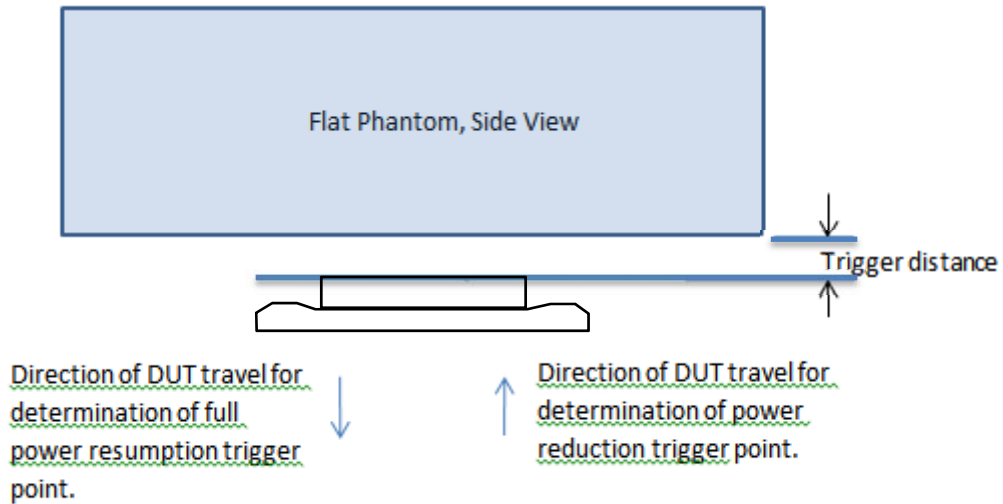 Flat Phantom, Side View
Trigger distance
Direction of DUT travel for
determination of full
power resumption trigger
point.
Direction of DUT travel for
determination of power
reduction trigger point.